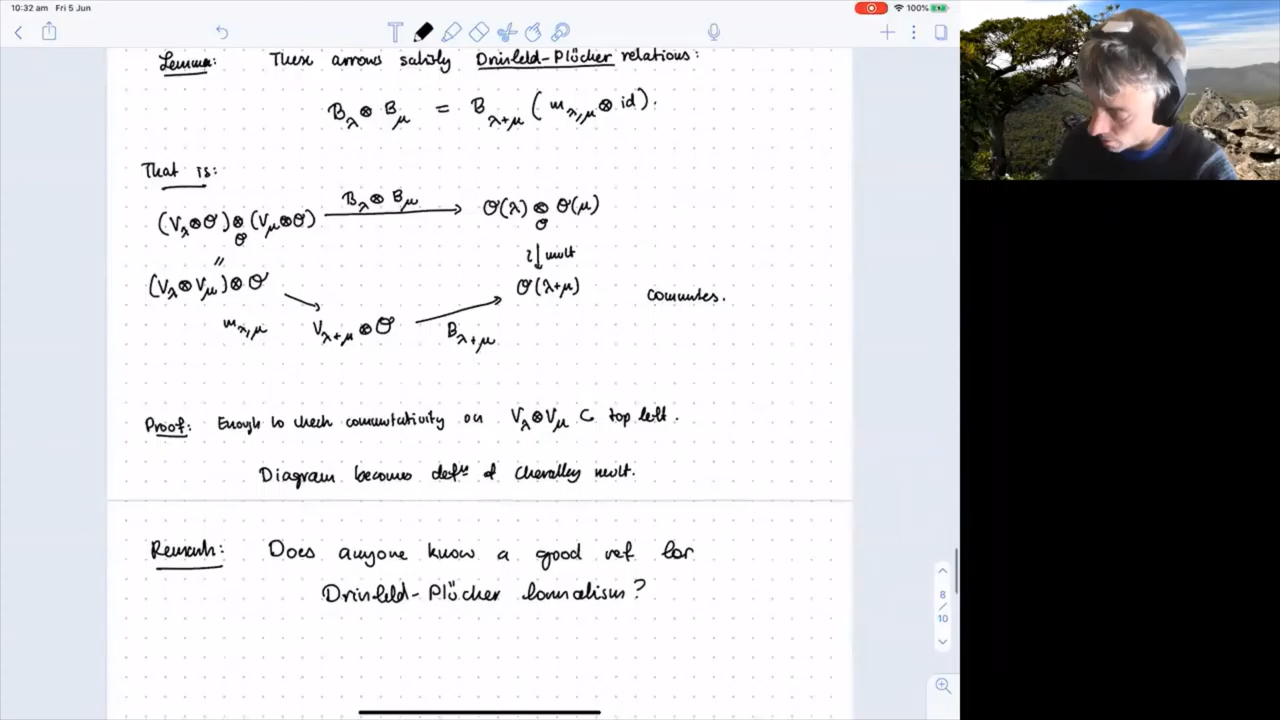 10:32 am Fri 5 Jun
100%
Lemma: These arrows satisfy Drinfeld-Plücker relations:
B_λ ⊗ B_μ = B_{λ+μ} (m_{λ,μ} ⊗ id).
That is:
B_λ ⊗ B_μ
(V_λ⊗O) ⊗_O (V_μ⊗O) → O(λ) ⊗_O O(μ)
= ≀↓ mult
(V_λ⊗V_μ)⊗O O(λ+μ) commutes.
m_{λ,μ} V_{λ+μ}⊗O B_{λ+μ}
Proof: Enough to check commutativity on V_λ⊗V_μ ⊂ top left.
Diagram becomes defⁿ of Chevalley mult.
Remark: Does anyone know a good ref for
Drinfeld-Plücker formalism?
8
/
10